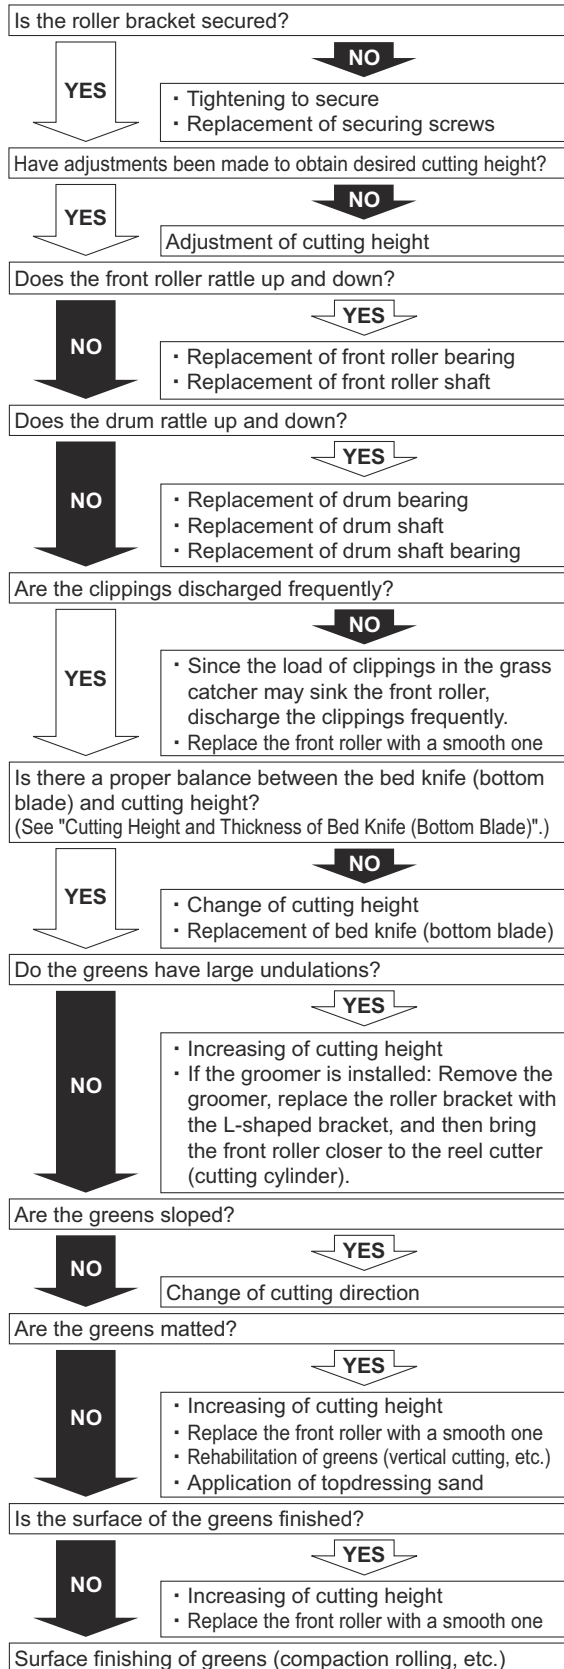 Is the roller bracket secured?
NO
YES
・Tightening to secure
・Replacement of securing screws
Have adjustments been made to obtain desired cutting height?
NO
YES
Adjustment of cutting height
Does the front roller rattle up and down?
YES
NO
・Replacement of front roller bearing
・Replacement of front roller shaft
Does the drum rattle up and down?
YES
NO
・Replacement of drum bearing
・Replacement of drum shaft
・Replacement of drum shaft bearing
Are the clippings discharged frequently?
NO
YES
・Since the load of clippings in the grass
catcher may sink the front roller,
discharge the clippings frequently.
・Replace the front roller with a smooth one
Is there a proper balance between the bed knife (bottom
blade) and cutting height?
(See "Cutting Height and Thickness of Bed Knife (Bottom Blade)".)
NO
YES
・Change of cutting height
・Replacement of bed knife (bottom blade)
Do the greens have large undulations?
YES
NO
・Increasing of cutting height
・If the groomer is installed: Remove the
groomer, replace the roller bracket with
the L-shaped bracket, and then bring
the front roller closer to the reel cutter
(cutting cylinder).
Are the greens sloped?
YES
NO
Change of cutting direction
Are the greens matted?
YES
NO
・Increasing of cutting height
・Replace the front roller with a smooth one
・Rehabilitation of greens (vertical cutting, etc.)
・Application of topdressing sand
Is the surface of the greens finished?
YES
NO
・Increasing of cutting height
・Replace the front roller with a smooth one
Surface finishing of greens (compaction rolling, etc.)